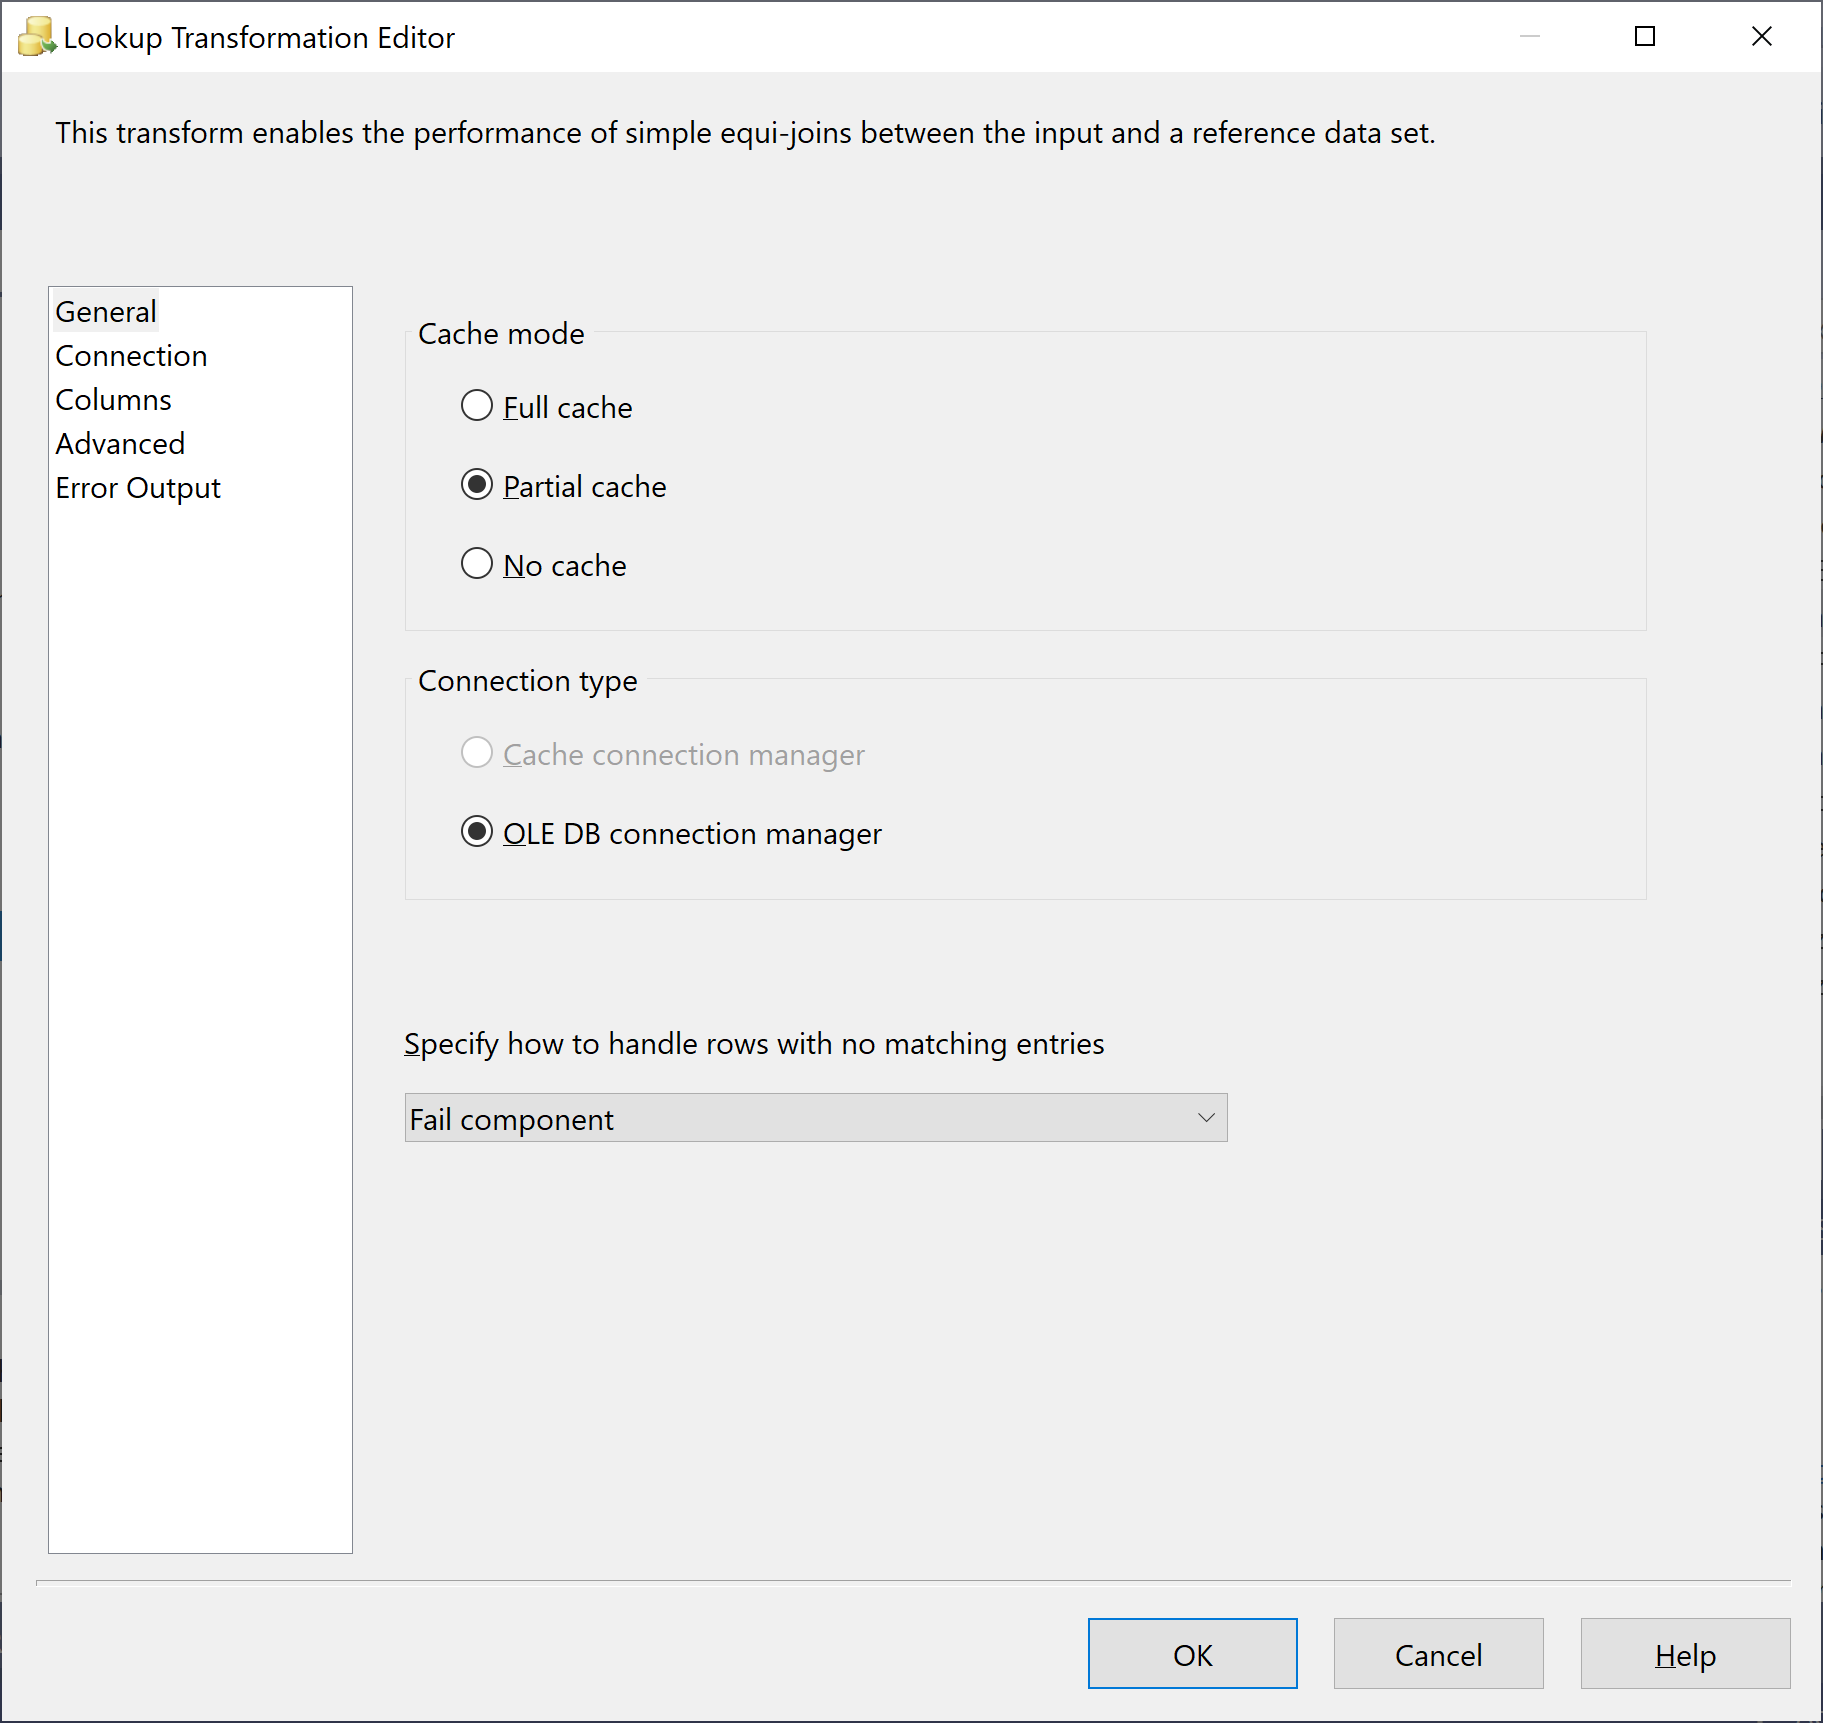 Lookup Transformation Editor
This transform enables the performance of simple equi-joins between the input and a reference data set.
General
Connection
Columns
Advanced
Error Output
Cache mode
Full cache
Partial cache
No cache
Connection type
Cache connection manager
OLE DB connection manager
Specify how to handle rows with no matching entries
Fail component
OK
Cancel
Help